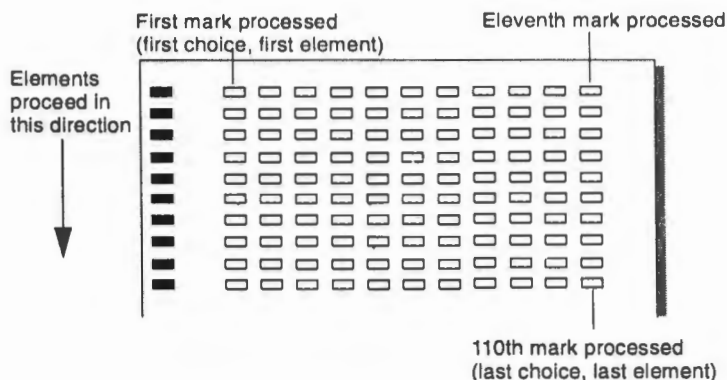 First mark processed
(first choice, first element)
Eleventh mark processed
Elements
proceed in
this direction
110th mark processed
(last choice, last element)